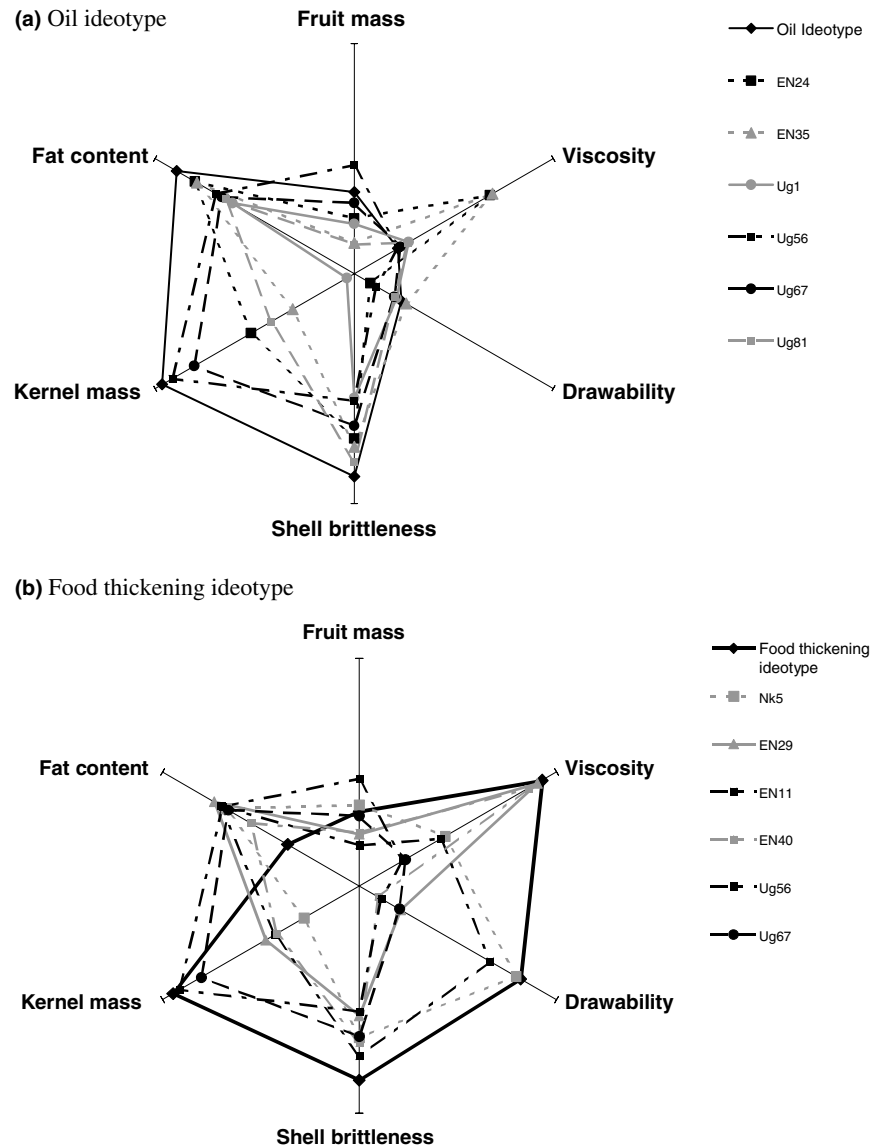 (a) Oil ideotype
Fruit mass
Oil Ideotype
EN24
EN35
Ug1
Ug56
Ug67
Ug81
Fat content
Viscosity
Kernel mass
Drawability
Shell brittleness
(b) Food thickening ideotype
Fruit mass
Food thickening
ideotype
Nk5
EN29
EN11
EN40
Ug56
Ug67
Fat content
Viscosity
Kernel mass
Drawability
Shell brittleness